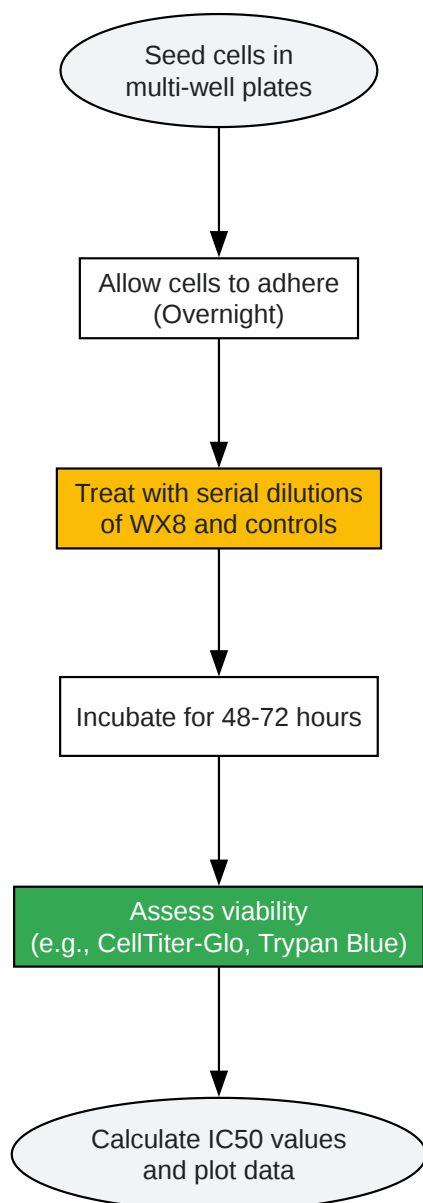 Seed cells in
multi-well plates
Allow cells to adhere
(Overnight)
Treat with serial dilutions
of WX8 and controls
Incubate for 48-72 hours
Assess viability
(e.g., CellTiter-Glo, Trypan Blue)
Calculate IC50 values
and plot data